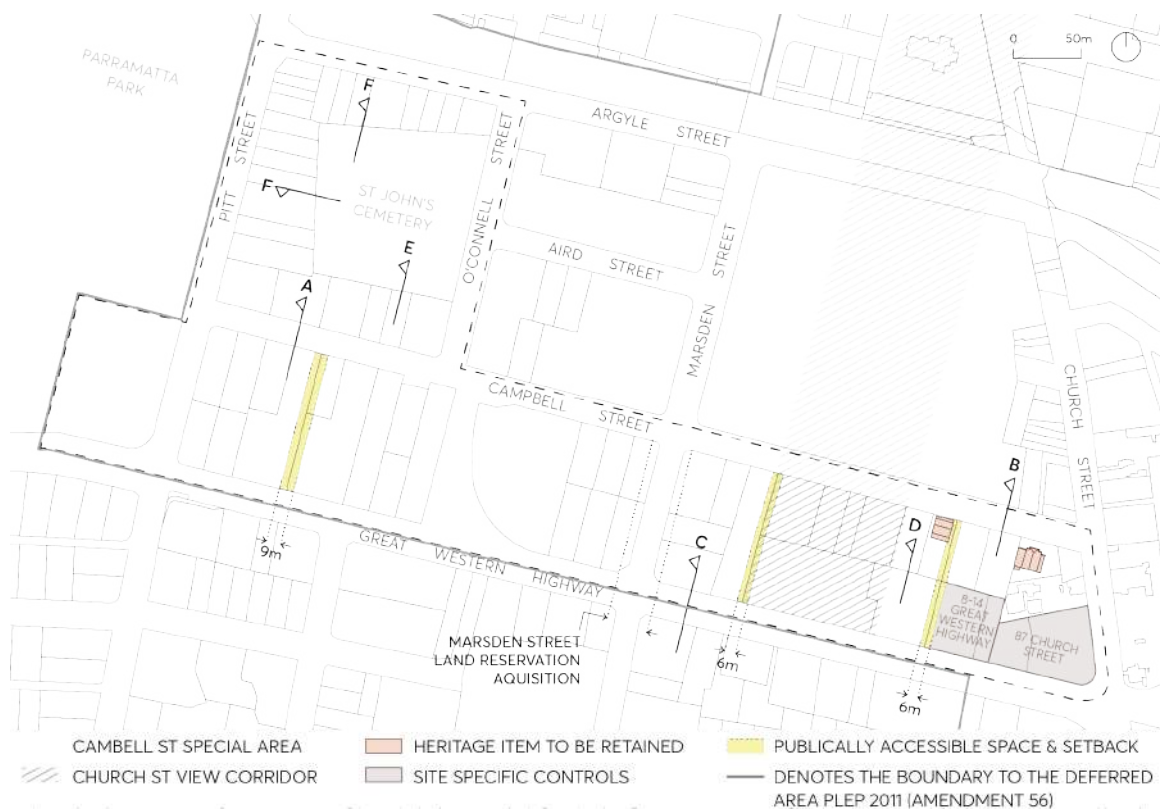 PARRAMATTA
PARK
0 50m
F
ARGYLE STREET
PITT STREET
F
ST JOHN'S
CEMETERY
O'CONNELL STREET
E
AIRD STREET
MARSDEN STREET
A
CAMPBELL STREET
CHURCH STREET
B
D
C
9m
GREAT WESTERN HIGHWAY
8-14
GREAT
WESTERN
HIGHWAY
87 CHURCH
STREET
MARSDEN STREET
LAND RESERVATION
AQUISITION
6m
6m
CAMBELL ST SPECIAL AREA
HERITAGE ITEM TO BE RETAINED
PUBLICALLY ACCESSIBLE SPACE & SETBACK
CHURCH ST VIEW CORRIDOR
SITE SPECIFIC CONTROLS
DENOTES THE BOUNDARY TO THE DEFERRED
AREA PLEP 2011 (AMENDMENT 56)